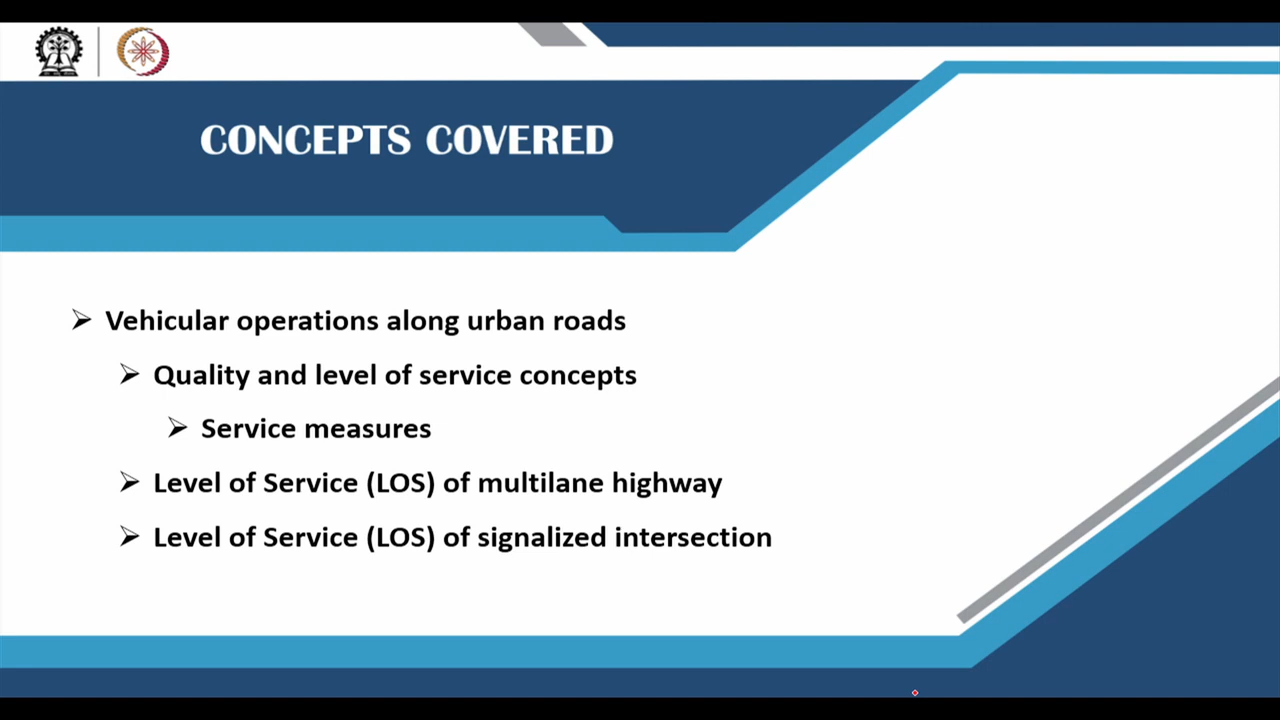 CONCEPTS COVERED
Vehicular operations along urban roads
Quality and level of service concepts
Service measures
Level of Service (LOS) of multilane highway
Level of Service (LOS) of signalized intersection